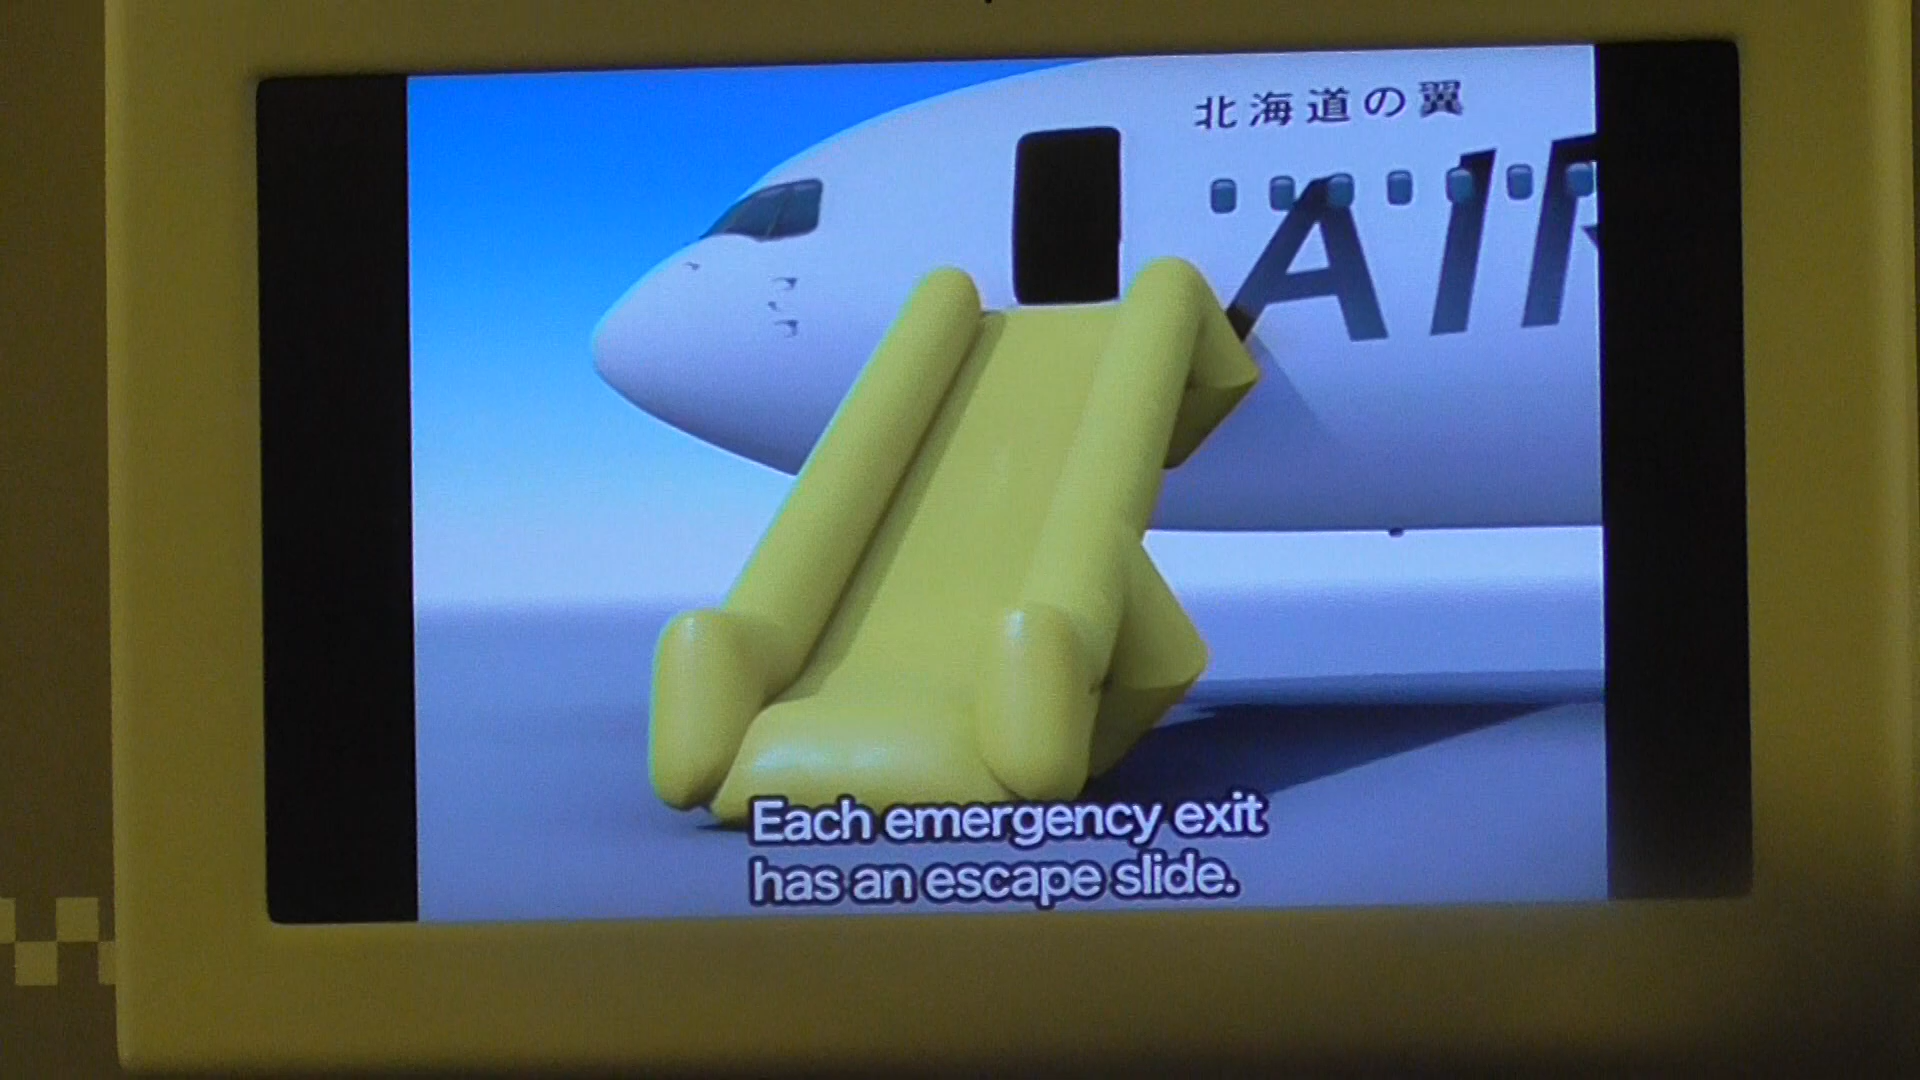 北海道の翼
AIR
Each emergency exit
has an escape slide.